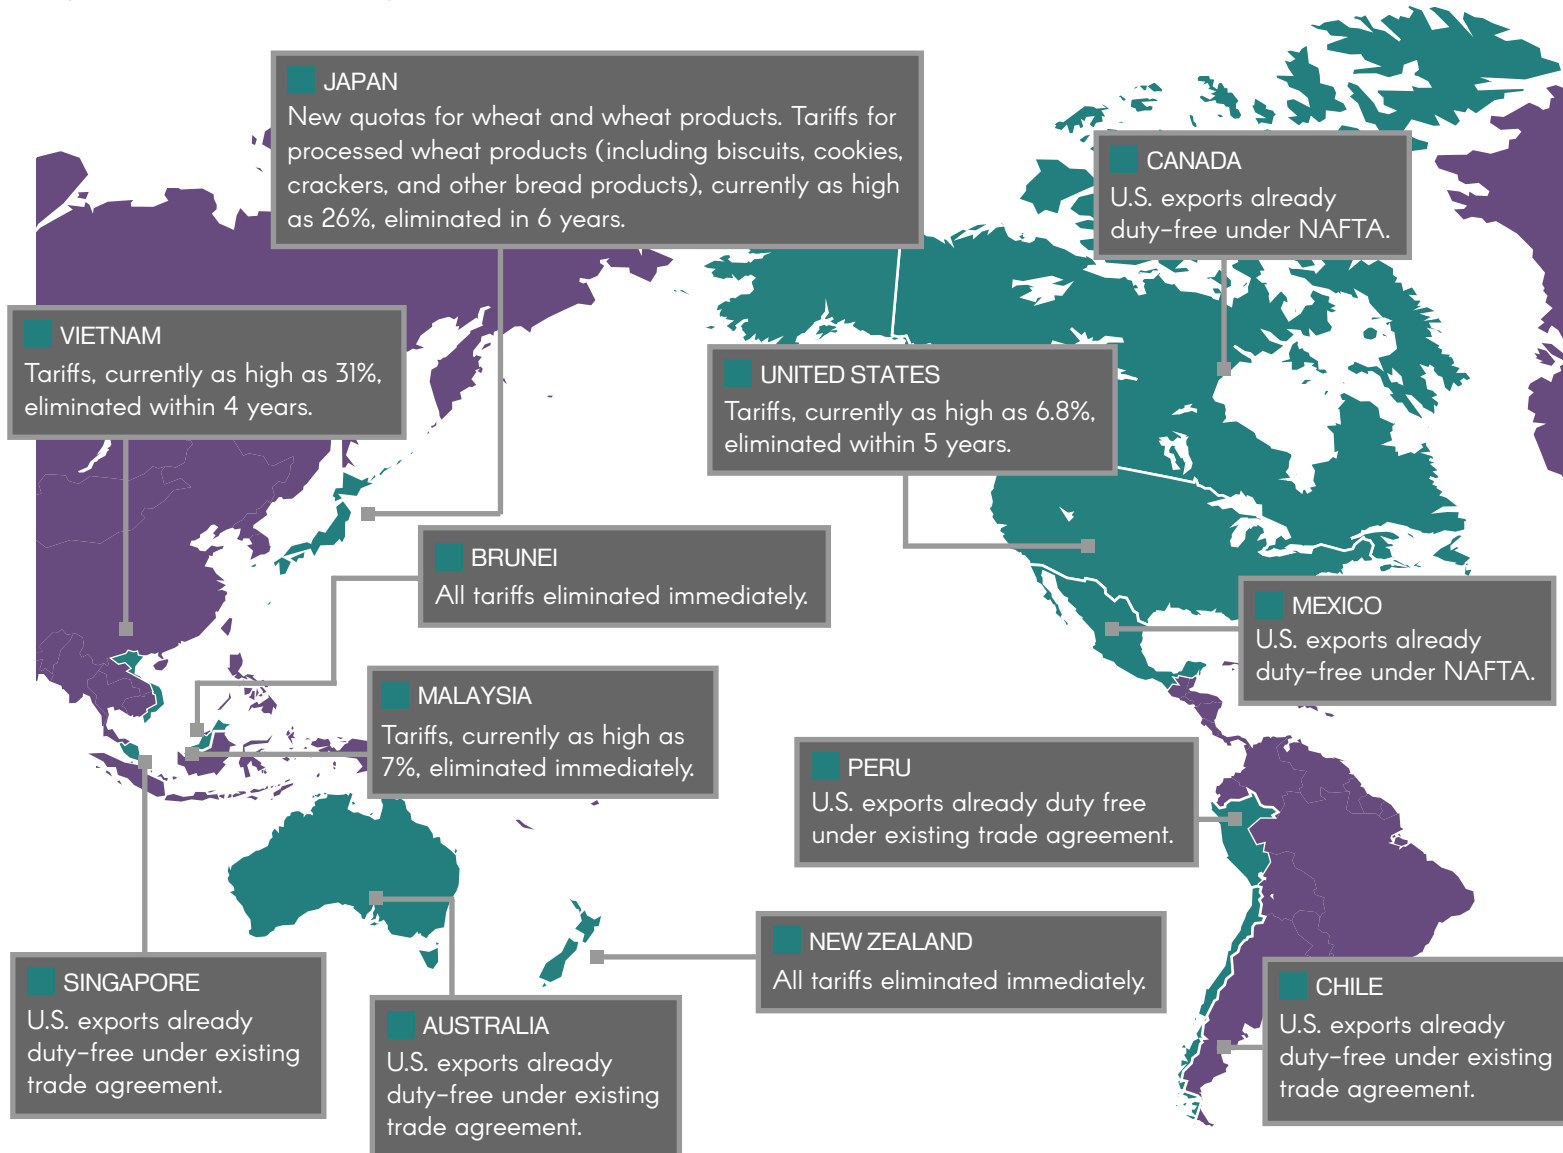 JAPAN
New quotas for wheat and wheat products. Tariffs for
processed wheat products (including biscuits, cookies,
crackers, and other bread products), currently as high
as 26%, eliminated in 6 years.
CANADA
U.S. exports already
duty-free under NAFTA.
VIETNAM
Tariffs, currently as high as 31%,
eliminated within 4 years.
UNITED STATES
Tariffs, currently as high as 6.8%,
eliminated within 5 years.
BRUNEI
All tariffs eliminated immediately.
MEXICO
U.S. exports already
duty-free under NAFTA.
MALAYSIA
Tariffs, currently as high as
7%, eliminated immediately.
PERU
U.S. exports already duty free
under existing trade agreement.
NEW ZEALAND
All tariffs eliminated immediately.
SINGAPORE
U.S. exports already
duty-free under existing
trade agreement.
AUSTRALIA
U.S. exports already
duty-free under existing
trade agreement.
CHILE
U.S. exports already
duty-free under existing
trade agreement.